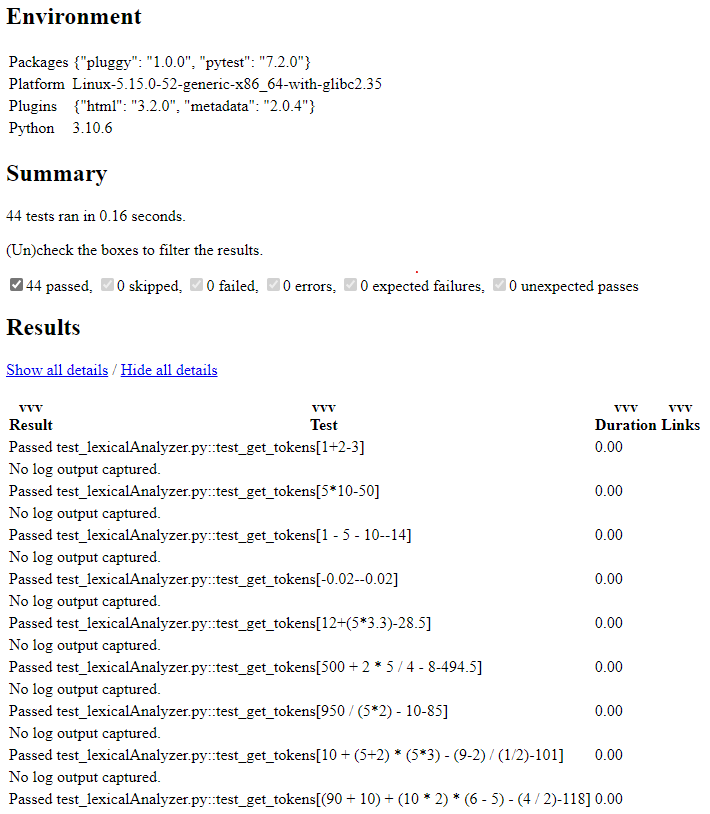 Environment
Packages {"pluggy": "1.0.0", "pytest": "7.2.0"}
Platform Linux-5.15.0-52-generic-x86_64-with-glibc2.35
Plugins {"html": "3.2.0", "metadata": "2.0.4"}
Python 3.10.6
Summary
44 tests ran in 0.16 seconds.
(Un)check the boxes to filter the results.
44 passed, 0 skipped, 0 failed, 0 errors, 0 expected failures, 0 unexpected passes
Results
Show all details / Hide all details
vvv vvv vvv vvv
Result Test Duration Links
Passed test_lexicalAnalyzer.py::test_get_tokens[1+2-3] 0.00
No log output captured.
Passed test_lexicalAnalyzer.py::test_get_tokens[5*10-50] 0.00
No log output captured.
Passed test_lexicalAnalyzer.py::test_get_tokens[1 - 5 - 10--14] 0.00
No log output captured.
Passed test_lexicalAnalyzer.py::test_get_tokens[-0.02--0.02] 0.00
No log output captured.
Passed test_lexicalAnalyzer.py::test_get_tokens[12+(5*3.3)-28.5] 0.00
No log output captured.
Passed test_lexicalAnalyzer.py::test_get_tokens[500 + 2 * 5 / 4 - 8-494.5] 0.00
No log output captured.
Passed test_lexicalAnalyzer.py::test_get_tokens[950 / (5*2) - 10-85] 0.00
No log output captured.
Passed test_lexicalAnalyzer.py::test_get_tokens[10 + (5+2) * (5*3) - (9-2) / (1/2)-101] 0.00
No log output captured.
Passed test_lexicalAnalyzer.py::test_get_tokens[(90 + 10) + (10 * 2) * (6 - 5) - (4 / 2)-118] 0.00